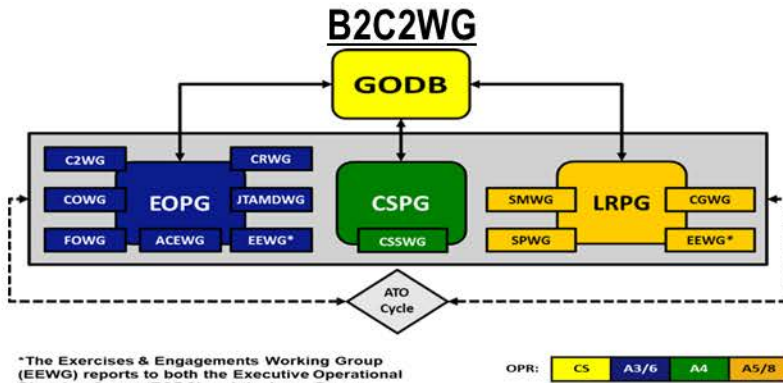 B2C2WG
GODB
C2WG
CRWG
COWG
EOPG
JTAMDWG
FOWG
ACEWG
EEWG*
CSPG
CSSWG
SMWG
LRPG
CGWG
SPWG
EEWG*
ATO
Cycle
*The Exercises & Engagements Working Group
(EEWG) reports to both the Executive Operational
OPR: CS A3/6 A4 A5/8